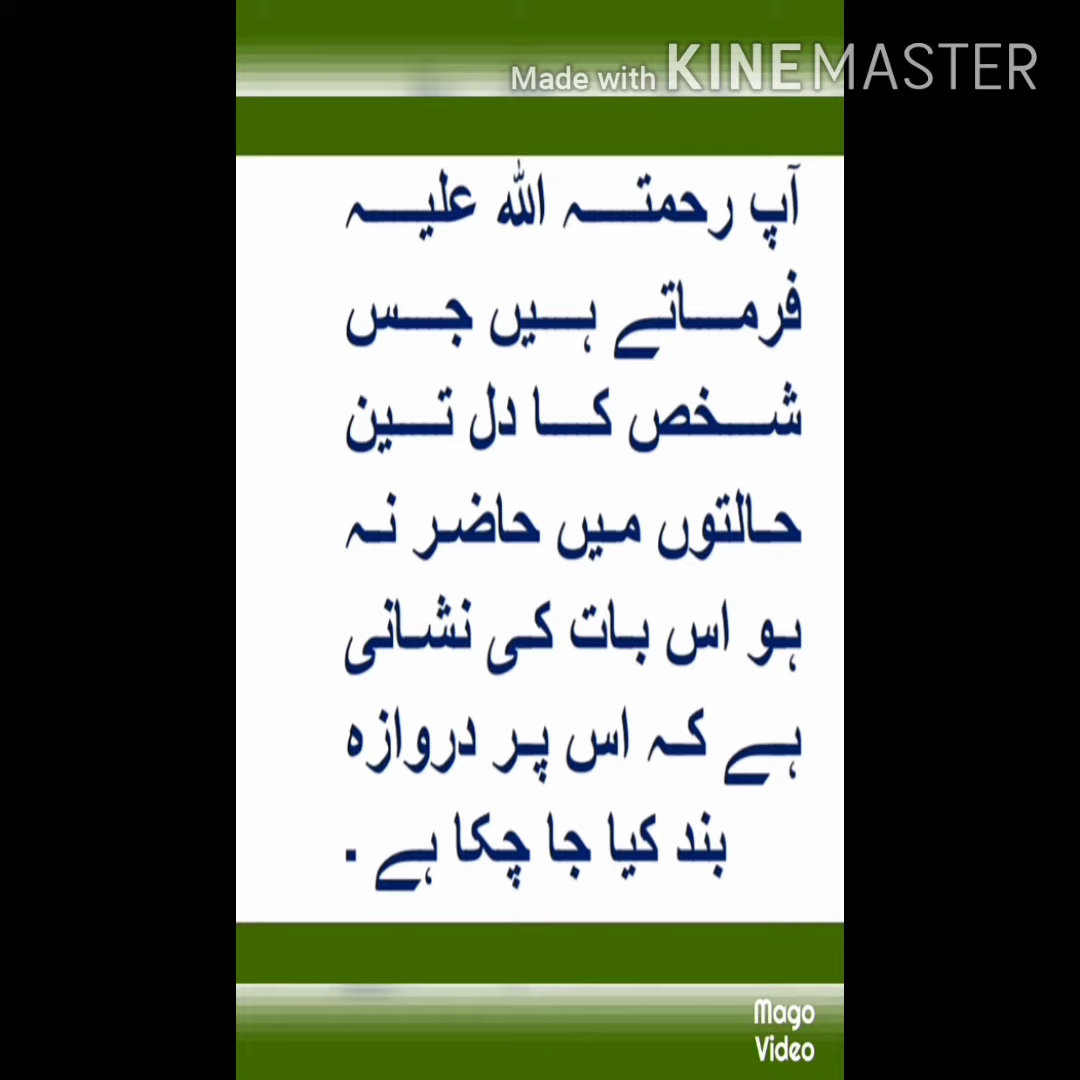 Made with KINEMASTER
آپ رحمتہ اللہ علیہ
فرماتے ہیں جس
شخص کا دل تین
حالتوں میں حاضر نہ
ہو اس بات کی نشانی
ہے کہ اس پر دروازہ
بند کیا جا چکا ہے ۔
Mago
Video